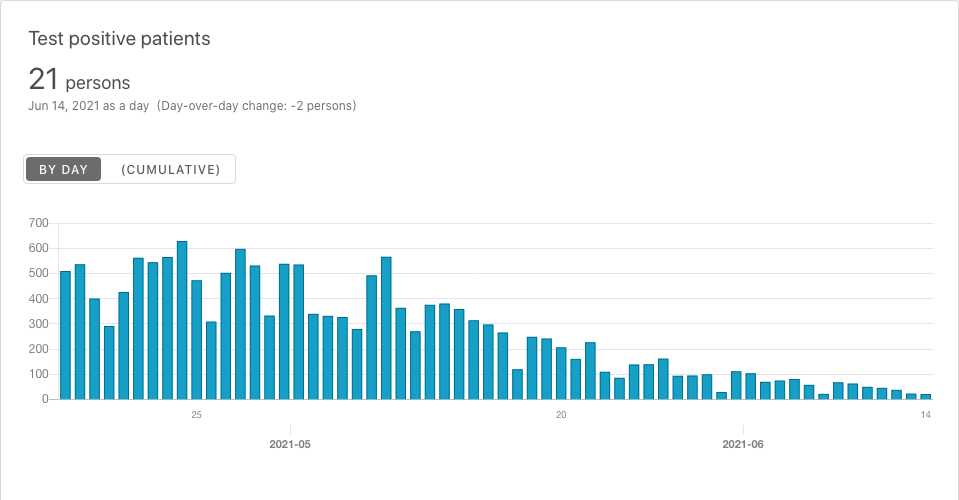 Test positive patients
21 persons
Jun 14, 2021 as a day (Day-over-day change: -2 persons)
BY DAY (CUMULATIVE)
700
600
500
400
300
200
100
0
25 20 14
2021-05 2021-06